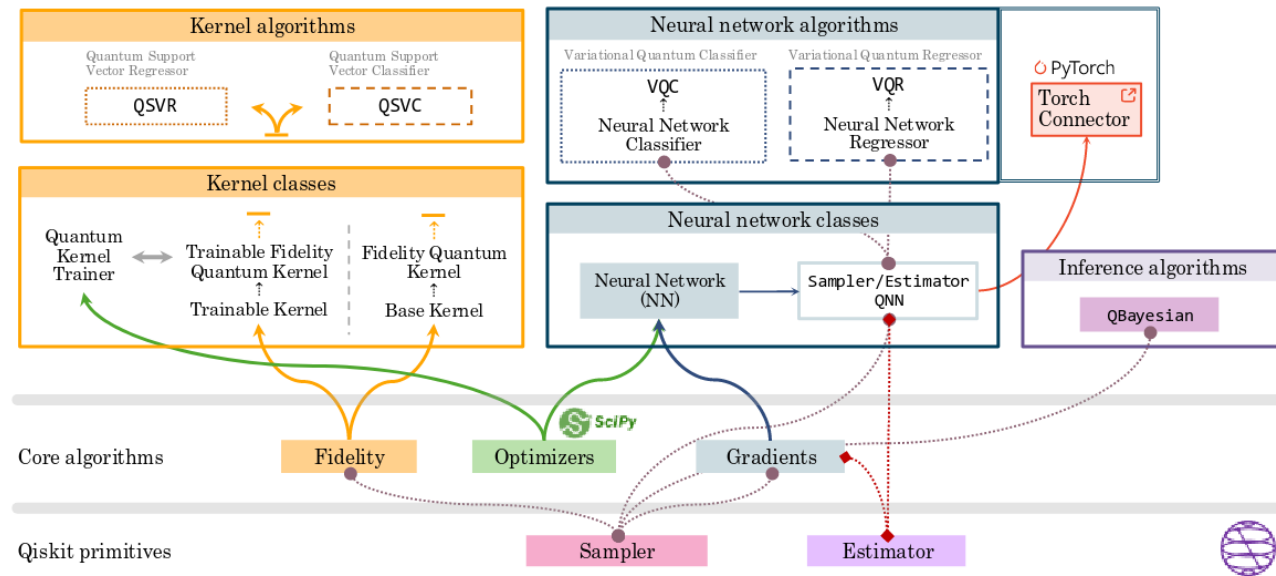 Kernel algorithms
Quantum Support
Vector Regressor
QSVR
Quantum Support
Vector Classifier
QSVC
Neural network algorithms
Variational Quantum Classifier
VQC
Neural Network
Classifier
Variational Quantum Regressor
VQR
Neural Network
Regressor
PyTorch
Torch
Connector
Kernel classes
Quantum
Kernel
Trainer
Trainable Fidelity
Quantum Kernel
Trainable Kernel
Fidelity Quantum
Kernel
Base Kernel
Neural network classes
Neural Network
(NN)
Sampler/Estimator
QNN
Inference algorithms
QBayesian
Core algorithms
Fidelity
SciPy
Optimizers
Gradients
Qiskit primitives
Sampler
Estimator